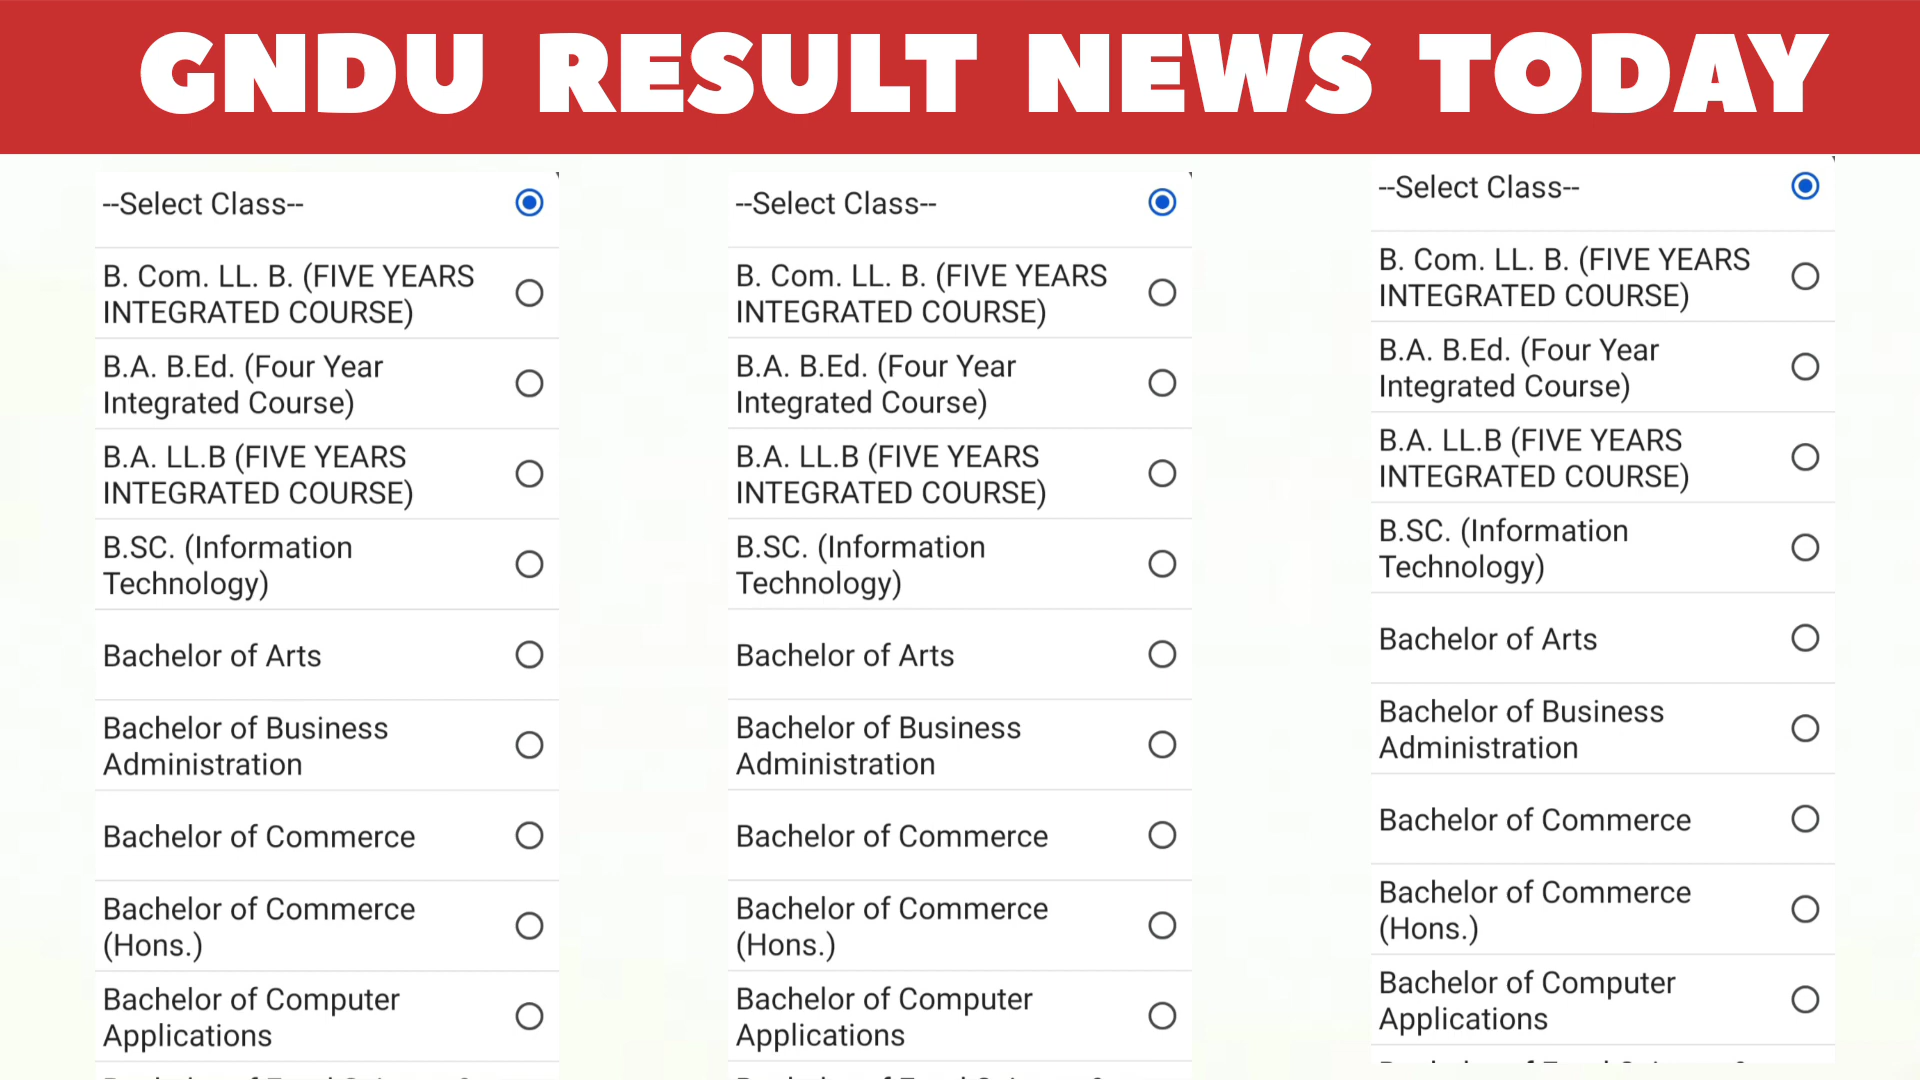 GNDU RESULT NEWS TODAY
--Select Class--
B. Com. LL. B. (FIVE YEARS
INTEGRATED COURSE)
B.A. B.Ed. (Four Year
Integrated Course)
B.A. LL.B (FIVE YEARS
INTEGRATED COURSE)
B.SC. (Information
Technology)
Bachelor of Arts
Bachelor of Business
Administration
Bachelor of Commerce
Bachelor of Commerce
(Hons.)
Bachelor of Computer
Applications
--Select Class--
B. Com. LL. B. (FIVE YEARS
INTEGRATED COURSE)
B.A. B.Ed. (Four Year
Integrated Course)
B.A. LL.B (FIVE YEARS
INTEGRATED COURSE)
B.SC. (Information
Technology)
Bachelor of Arts
Bachelor of Business
Administration
Bachelor of Commerce
Bachelor of Commerce
(Hons.)
Bachelor of Computer
Applications
--Select Class--
B. Com. LL. B. (FIVE YEARS
INTEGRATED COURSE)
B.A. B.Ed. (Four Year
Integrated Course)
B.A. LL.B (FIVE YEARS
INTEGRATED COURSE)
B.SC. (Information
Technology)
Bachelor of Arts
Bachelor of Business
Administration
Bachelor of Commerce
Bachelor of Commerce
(Hons.)
Bachelor of Computer
Applications